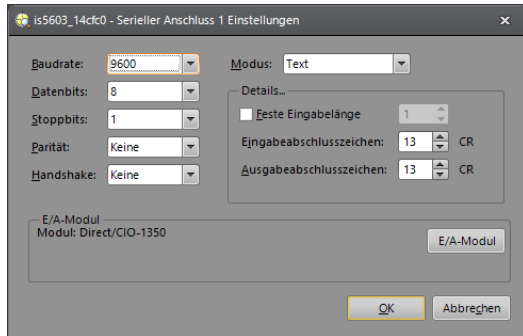 is5603_14cfc0 - Serieller Anschluss 1 Einstellungen
Baudrate: 9600 Modus: Text
Datenbits: 8 Details...
Stoppbits: 1 Feste Eingabelänge 1
Parität: Keine Eingabeabschlusszeichen: 13 CR
Handshake: Keine Ausgabeabschlusszeichen: 13 CR
E/A-Modul
Modul: Direct/CIO-1350
E/A-Modul
OK Abbrechen